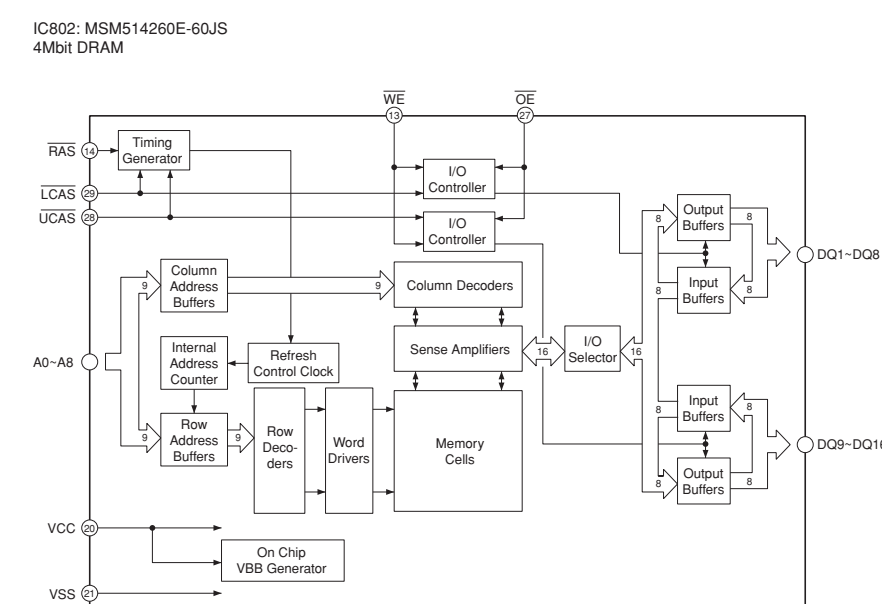 IC802: MSM514260E-60JS
4Mbit DRAM
WE
OE
13
27
RAS
14
Timing
Generator
I/O
Controller
LCAS
29
UCAS
28
I/O
Controller
Output
Buffers
8
8
DQ1~DQ8
Column
Address
Buffers
9
9
Column Decoders
Input
Buffers
8
8
A0~A8
Internal
Address
Counter
Refresh
Control Clock
Sense Amplifiers
16
I/O
Selector
16
Row
Address
Buffers
9
9
Row
Deco-
ders
Word
Drivers
Memory
Cells
Input
Buffers
8
8
DQ9~DQ16
Output
Buffers
8
8
VCC
20
On Chip
VBB Generator
VSS
21